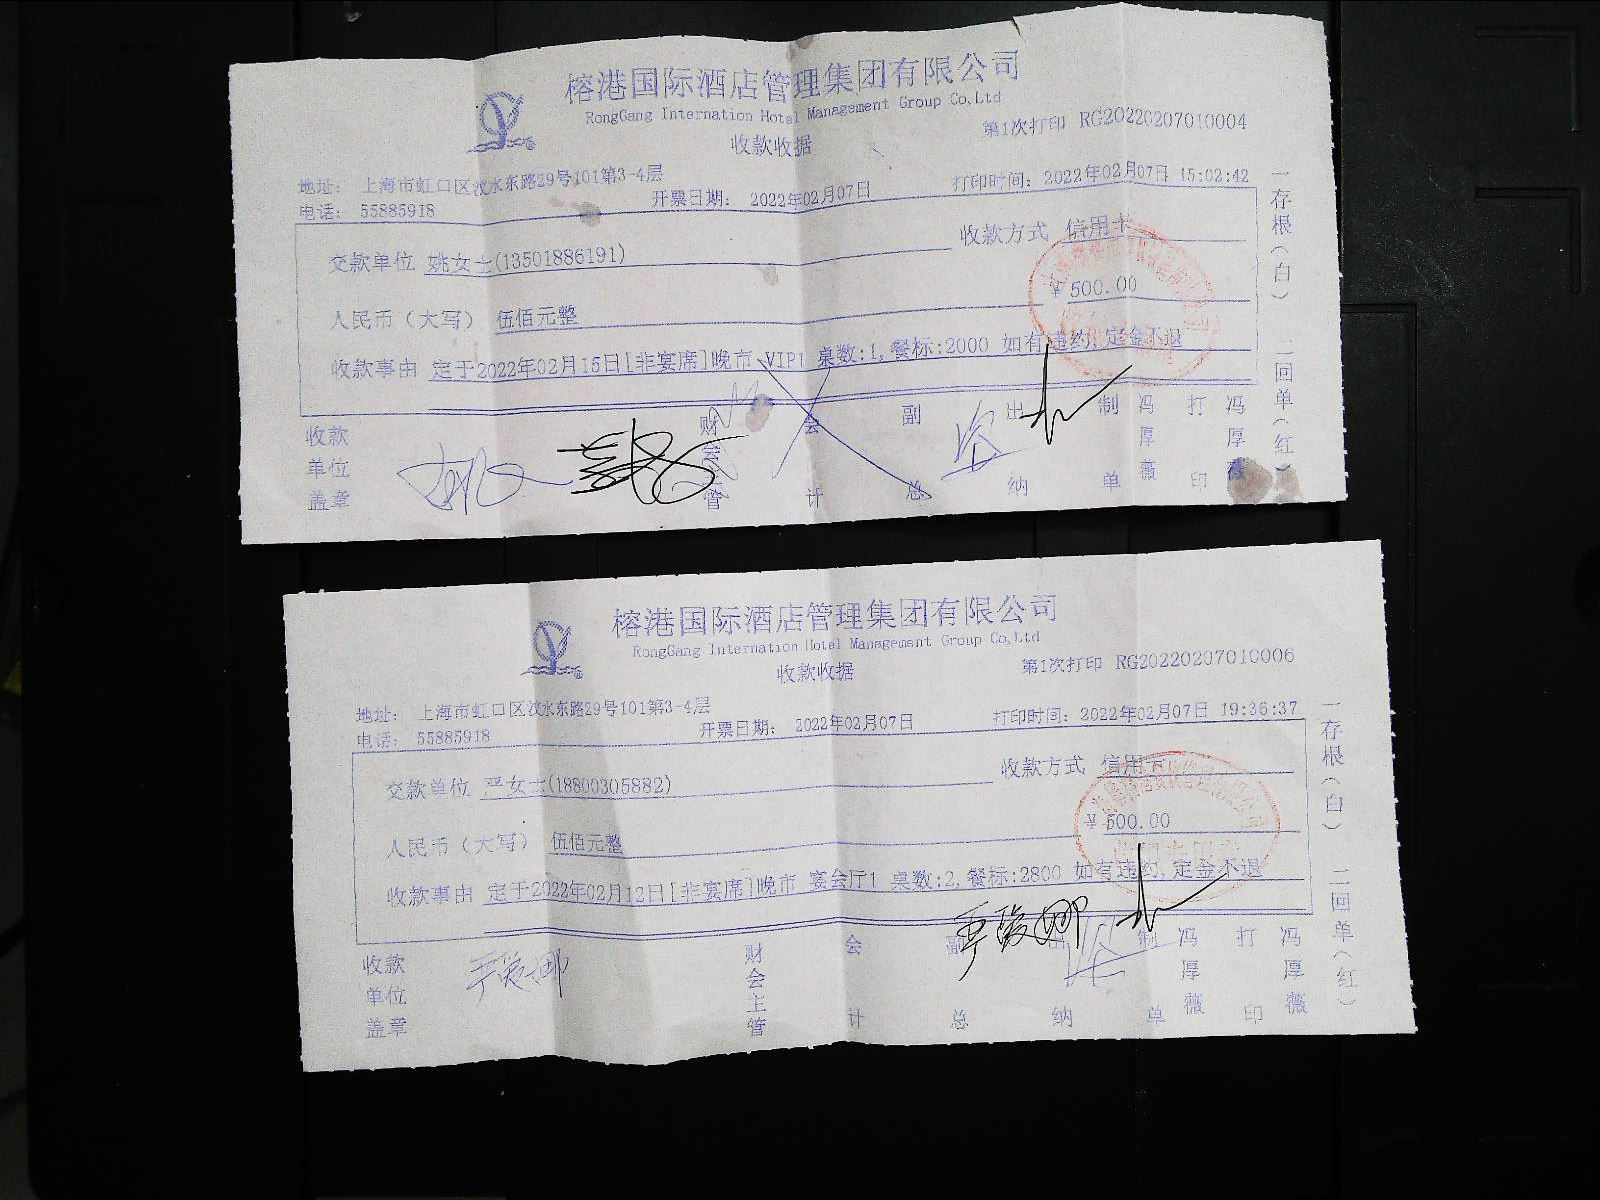 榕港国际酒店管理集团有限公司
RongGang Internation Hotel Management Group Co,Ltd
收款收据
第1次打印 RG20220207010004
地址： 上海市虹口区汶水东路29号101第3-4层
电话： 55885918
开票日期： 2022年02月07日
打印时间：2022年02月07日 15:02:42
交款单位 姚女士(13501886191)
收款方式 信用卡
人民币（大写） 伍佰元整
¥ 500.00
收款事由 定于2022年02月15日[非宴席]晚市 VIP1 桌数:1,餐标:2000 如有违约,定金不退
收款单位盖章
财会主管
会计
副总
出纳
制单
冯厚薇
打印
冯厚薇
一存根（白） 二回单（红）
榕港国际酒店管理集团有限公司
RongGang Internation Hotel Management Group Co,Ltd
收款收据
第1次打印 RG20220207010006
地址： 上海市虹口区汶水东路29号101第3-4层
电话： 55885918
开票日期： 2022年02月07日
打印时间：2022年02月07日 19:36:37
交款单位 严女士(18800305882)
收款方式 信用卡
人民币（大写） 伍佰元整
¥ 500.00
收款事由 定于2022年02月12日[非宴席]晚市 宴会厅1 桌数:2,餐标:2800 如有违约,定金不退
收款单位盖章
财会主管
会计
副总
出纳
制单
冯厚薇
打印
冯厚薇
一存根（白） 二回单（红）